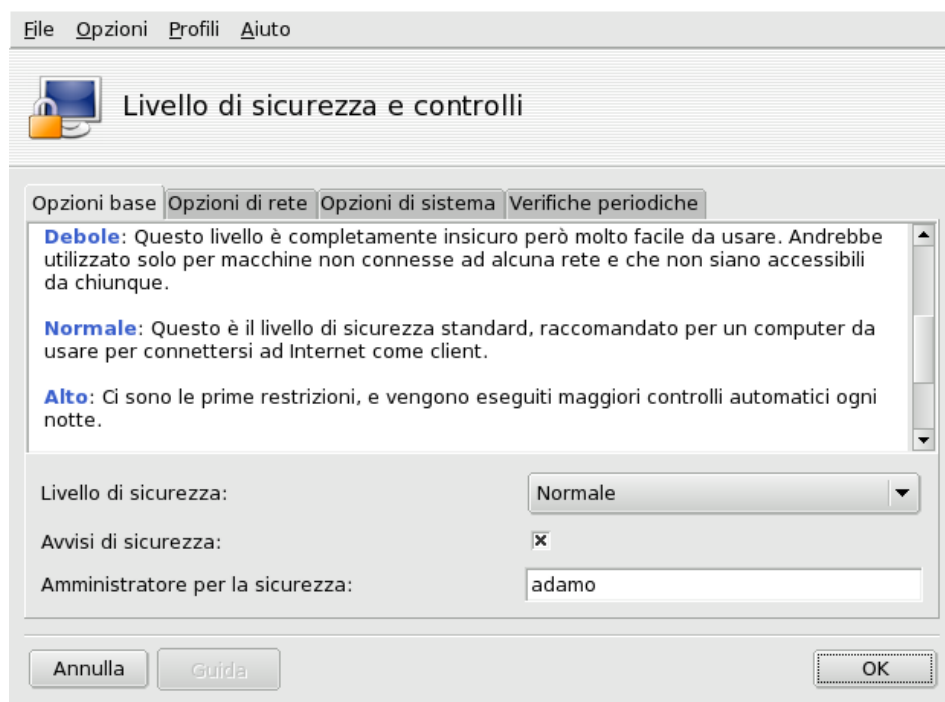 File Opzioni Profili Aiuto
Livello di sicurezza e controlli
Opzioni base Opzioni di rete Opzioni di sistema Verifiche periodiche
Debole: Questo livello è completamente insicuro però molto facile da usare. Andrebbe
utilizzato solo per macchine non connesse ad alcuna rete e che non siano accessibili
da chiunque.
Normale: Questo è il livello di sicurezza standard, raccomandato per un computer da
usare per connettersi ad Internet come client.
Alto: Ci sono le prime restrizioni, e vengono eseguiti maggiori controlli automatici ogni
notte.
Livello di sicurezza: Normale
Avvisi di sicurezza:
Amministratore per la sicurezza: adamo
Annulla Guida OK